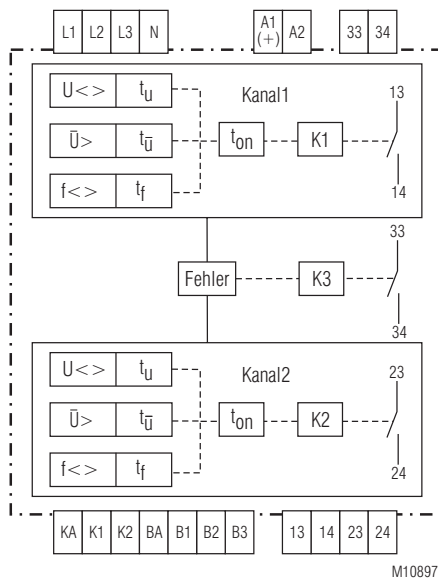 L1 L2 L3 N A1 (+) A2 33 34
Kanal1
U<> tu
Ū> tū
f<> tf
ton K1
13
14
33
Fehler K3
34
Kanal2
U<> tu
Ū> tū
f<> tf
ton K2
23
24
KA K1 K2 BA B1 B2 B3 13 14 23 24
M10897